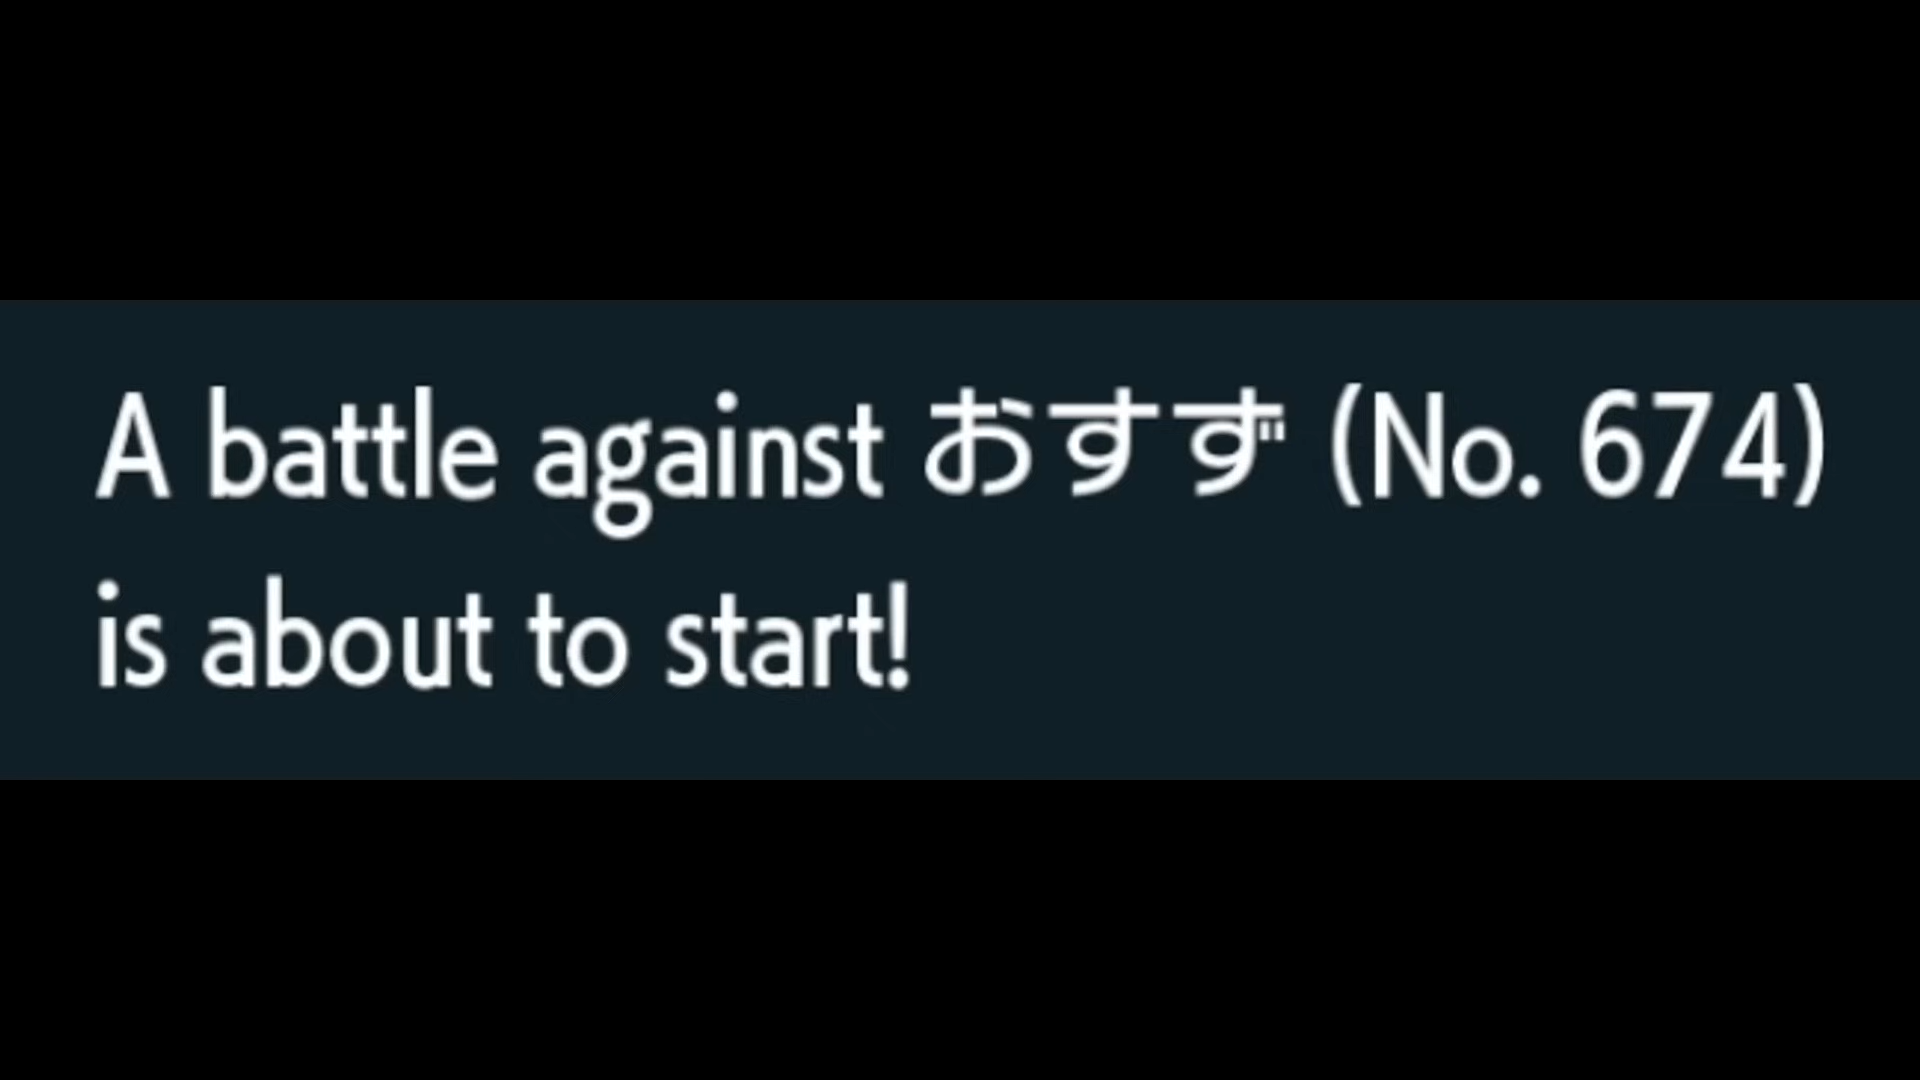 A battle against おすず (No. 674)
is about to start!